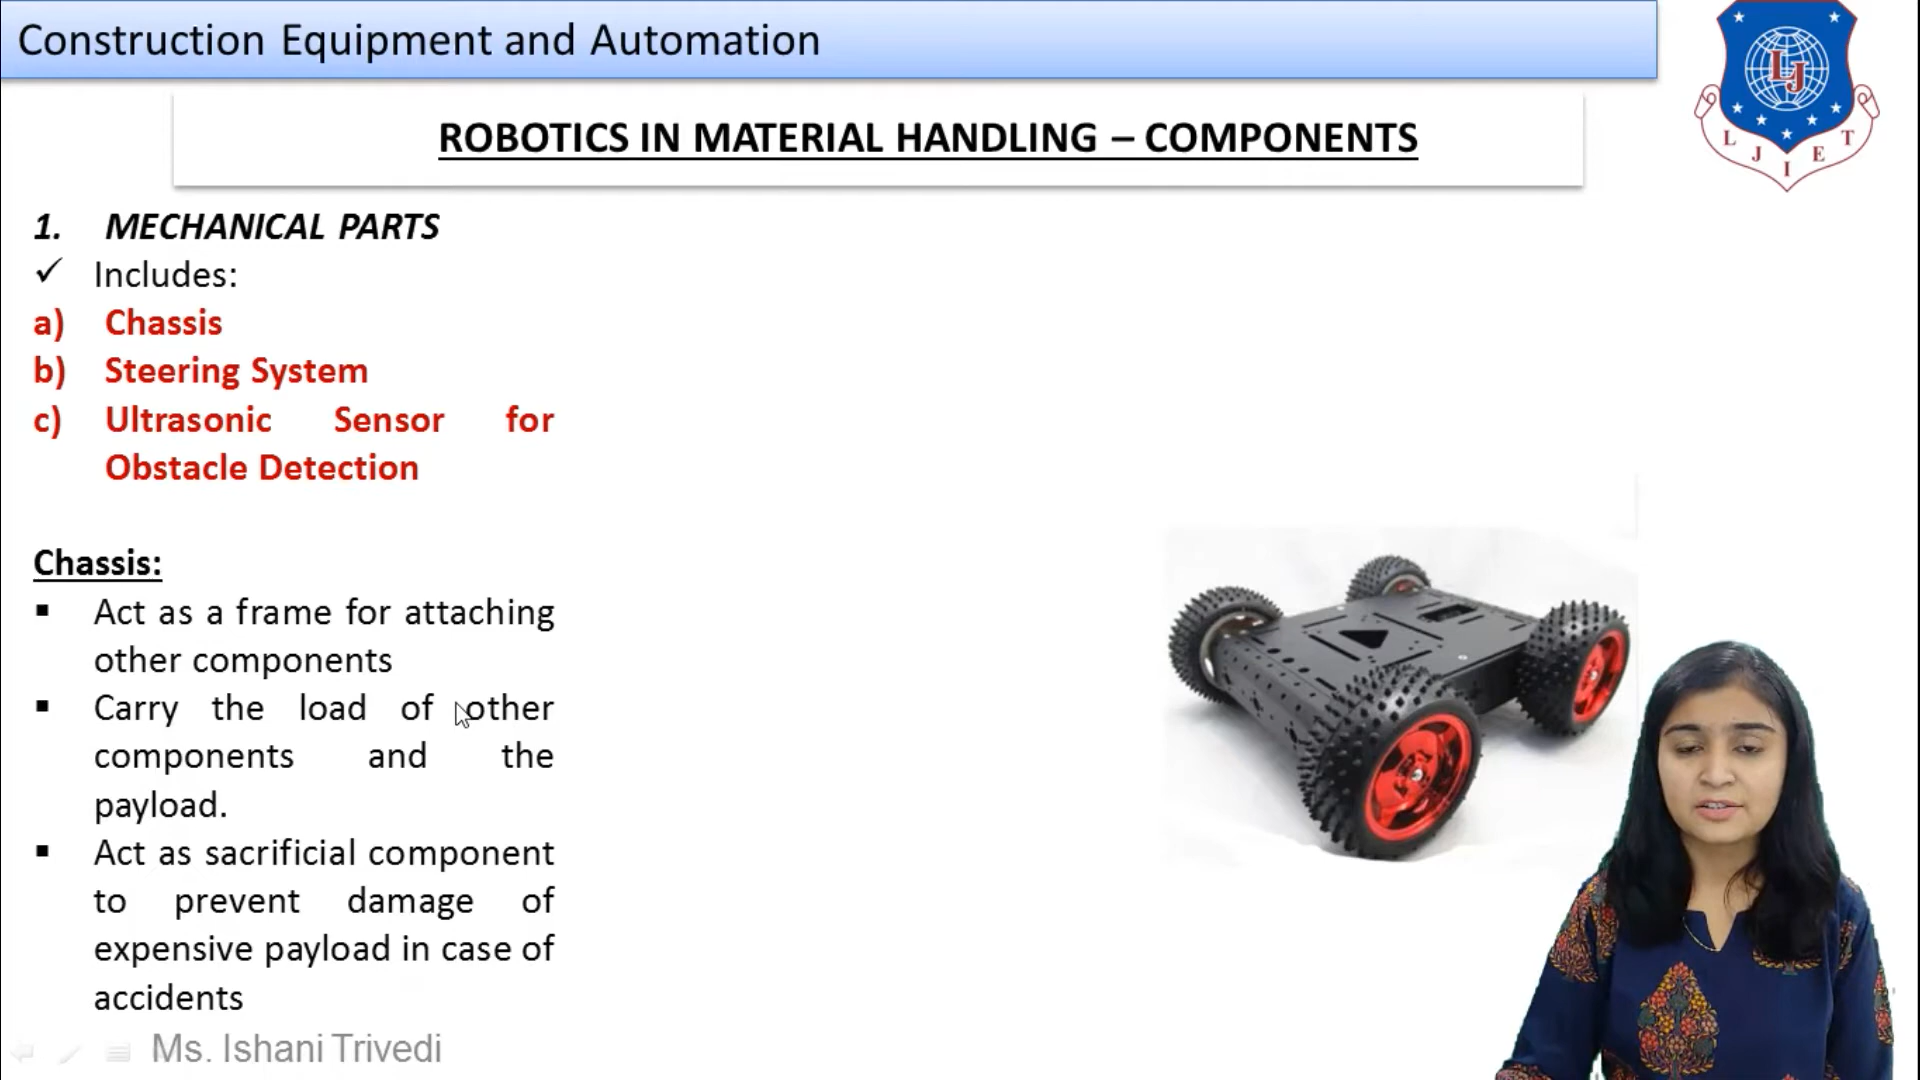 Construction Equipment and Automation
LJ
L J I E T
ROBOTICS IN MATERIAL HANDLING – COMPONENTS
1. MECHANICAL PARTS
✓ Includes:
a) Chassis
b) Steering System
c) Ultrasonic Sensor for
Obstacle Detection
Chassis:
▪ Act as a frame for attaching
other components
▪ Carry the load of other
components and the
payload.
▪ Act as sacrificial component
to prevent damage of
expensive payload in case of
accidents
Ms. Ishani Trivedi